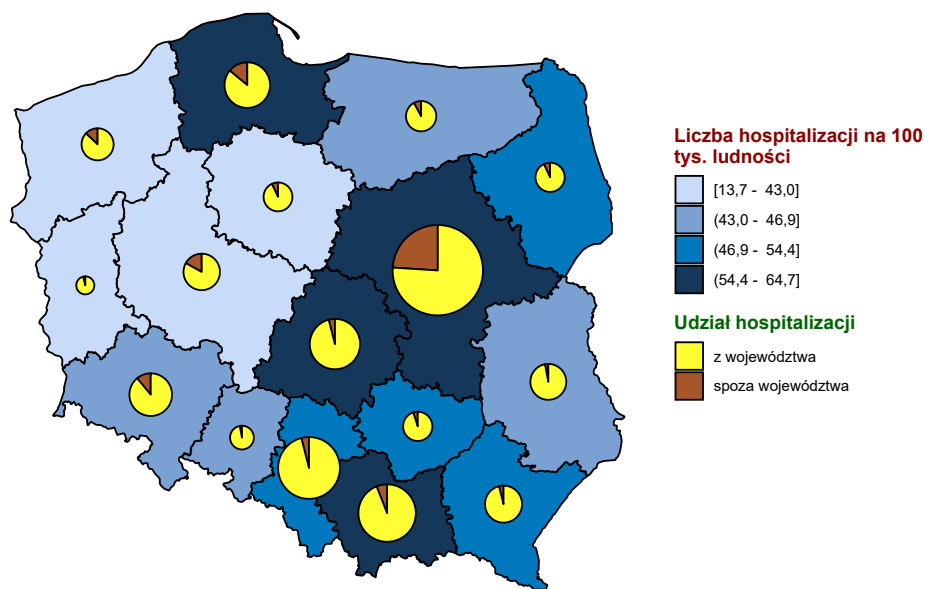 Liczba hospitalizacji na 100
tys. ludności
[13,7 - 43,0]
(43,0 - 46,9]
(46,9 - 54,4]
(54,4 - 64,7]
Udział hospitalizacji
z województwa
spoza województwa